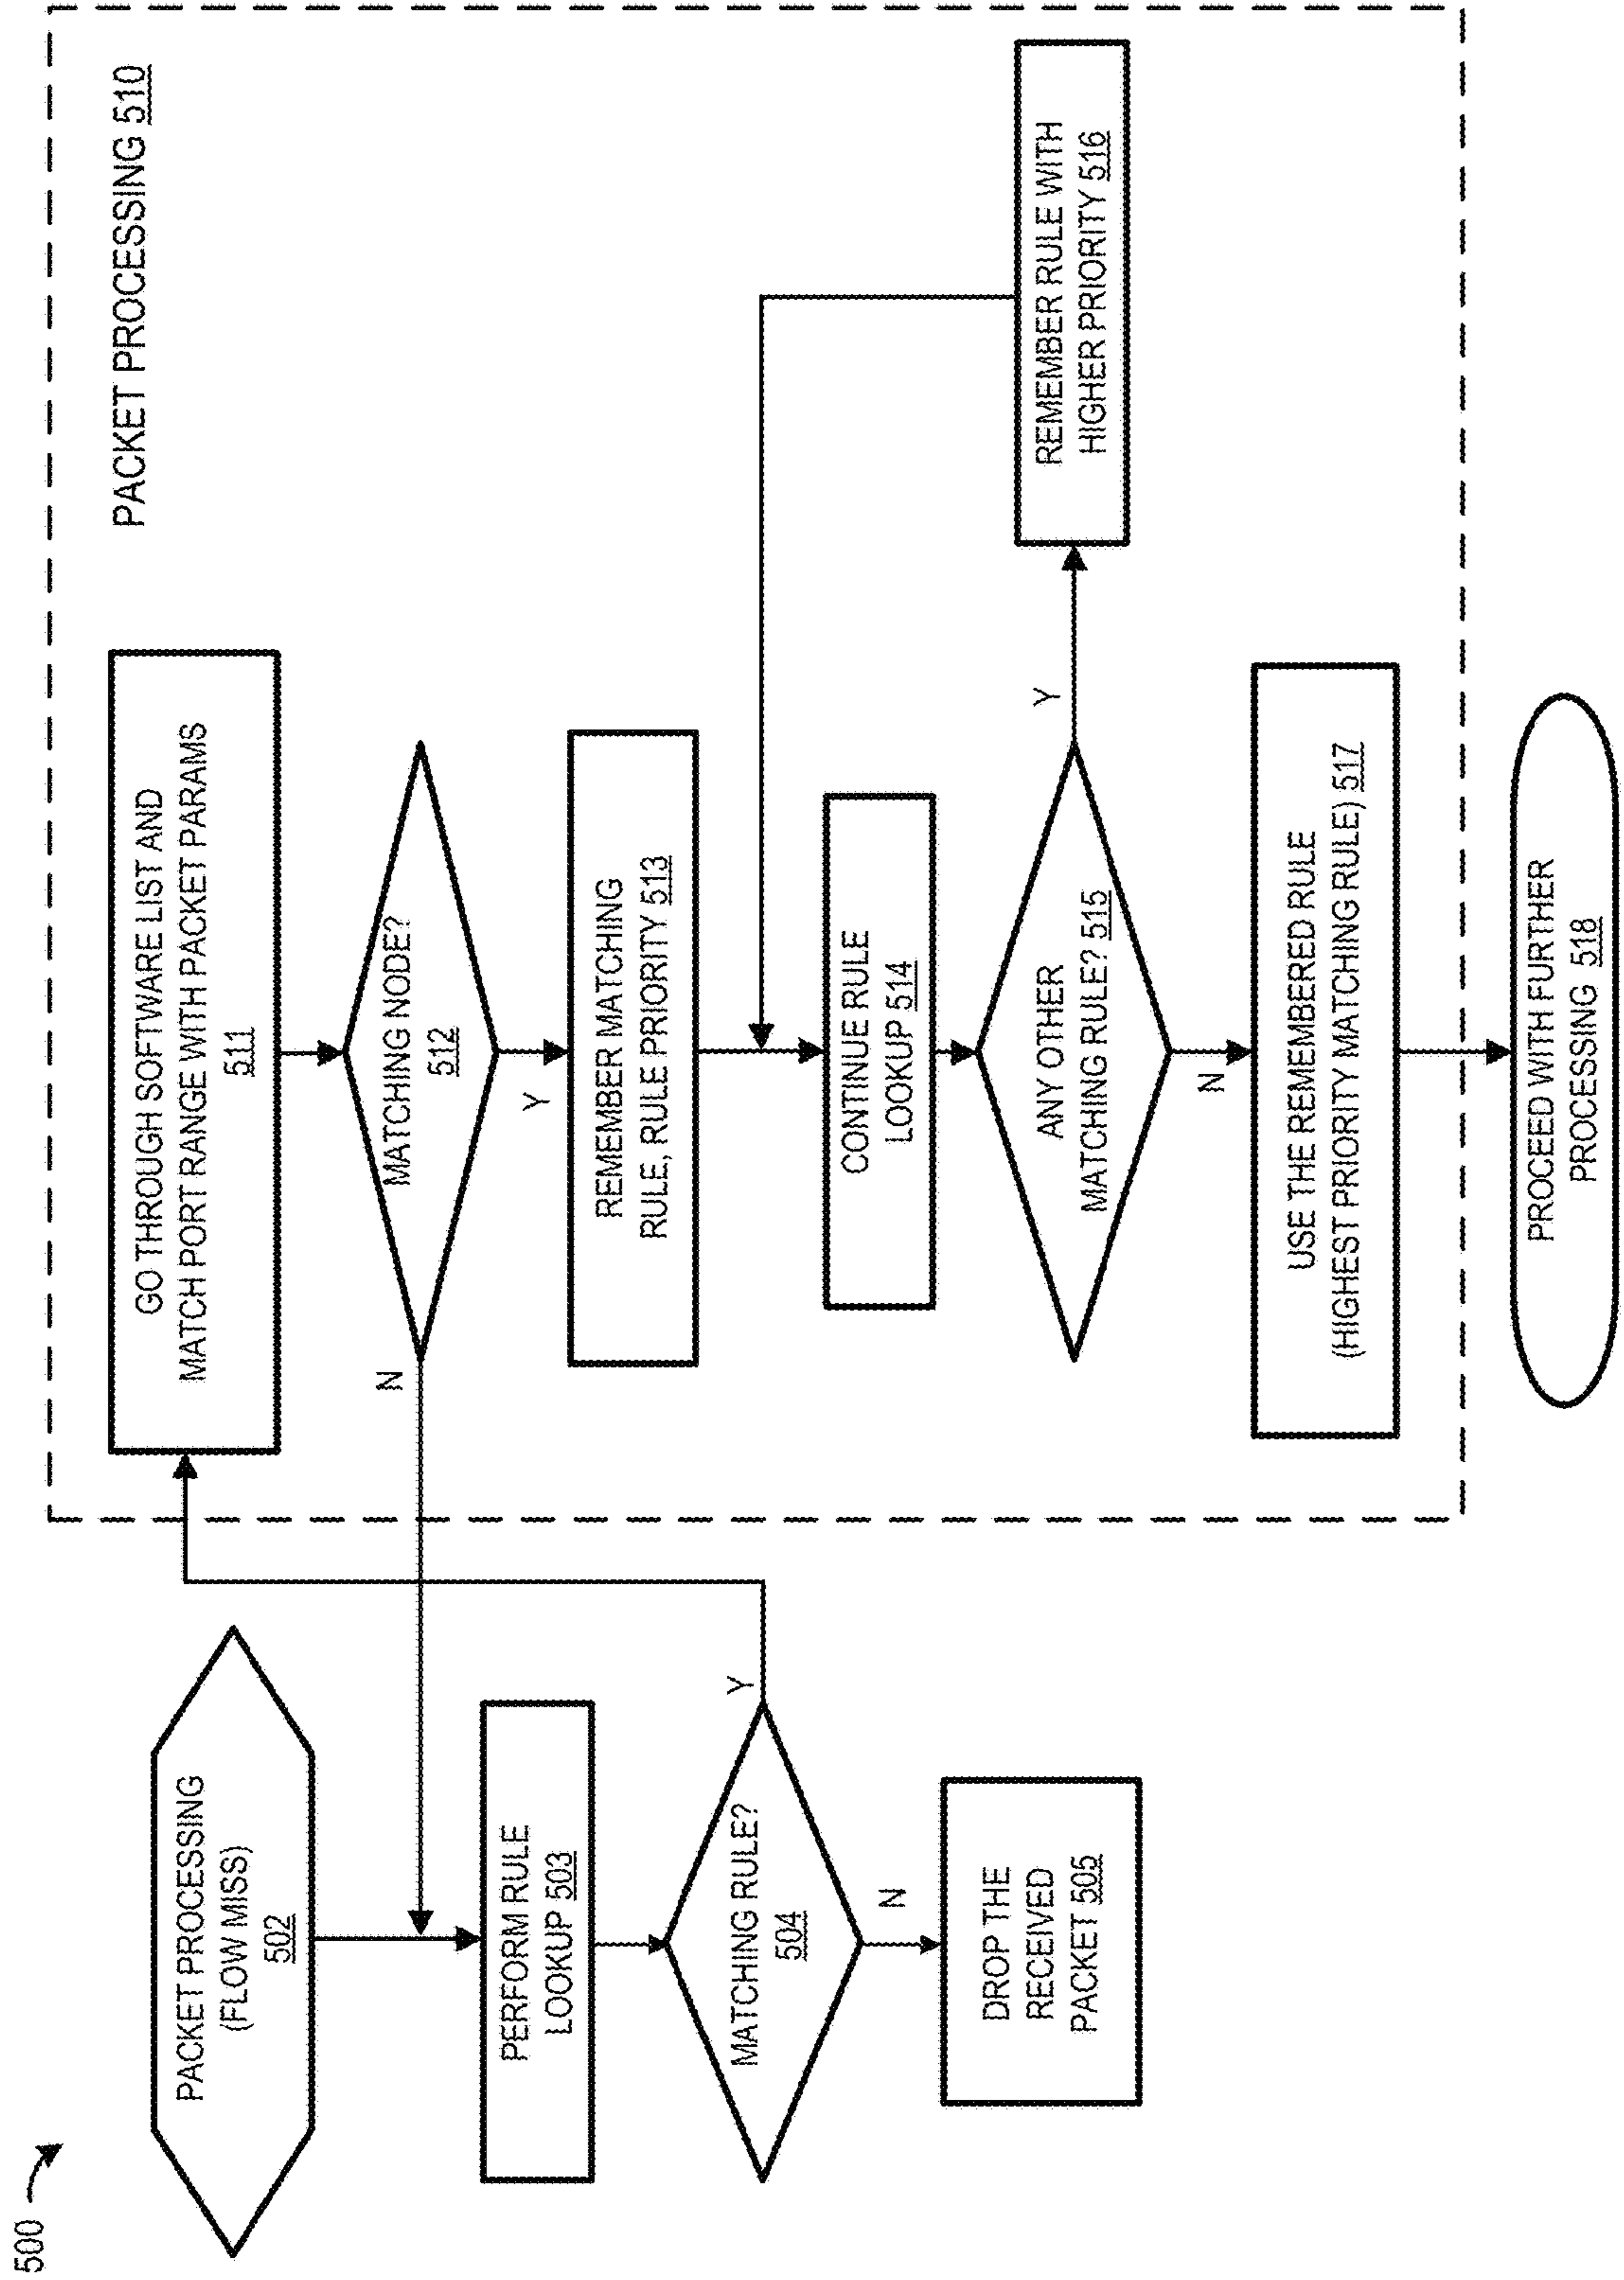 500
PACKET PROCESSING
(FLOW MISS)
502
PERFORM RULE
LOOKUP 503
MATCHING RULE?
504
Y
N
DROP THE
RECEIVED
PACKET 505
PACKET PROCESSING 510
GO THROUGH SOFTWARE LIST AND
MATCH PORT RANGE WITH PACKET PARAMS
511
MATCHING NODE?
512
N
Y
REMEMBER MATCHING
RULE, RULE PRIORITY 513
CONTINUE RULE
LOOKUP 514
ANY OTHER
MATCHING RULE? 515
Y
N
REMEMBER RULE WITH
HIGHER PRIORITY 516
USE THE REMEMBERED RULE
(HIGHEST PRIORITY MATCHING RULE) 517
PROCEED WITH FURTHER
PROCESSING 518